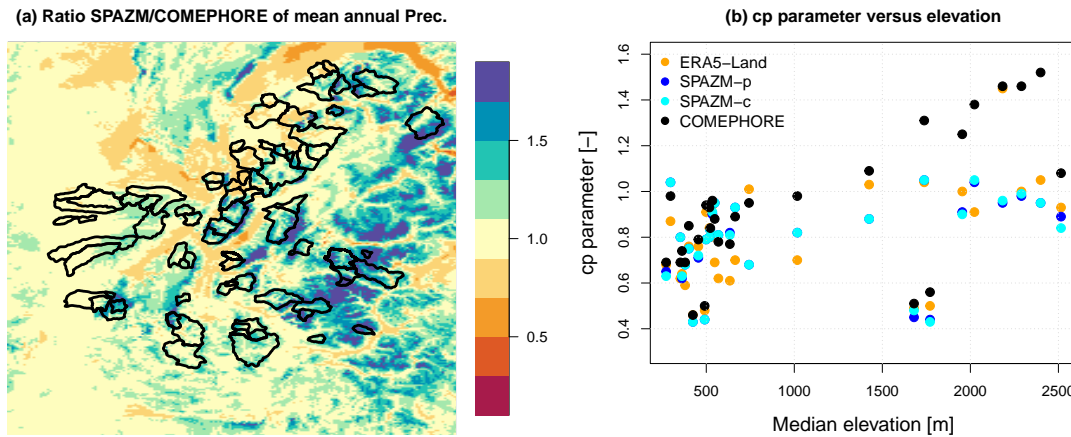 (a) Ratio SPAZM/COMEPHORE of mean annual Prec.
1.5
1.0
0.5
(b) cp parameter versus elevation
cp parameter [−]
1.6
1.4
1.2
1.0
0.8
0.6
0.4
ERA5−Land
SPAZM−p
SPAZM−c
COMEPHORE
500 1000 1500 2000 2500
Median elevation [m]